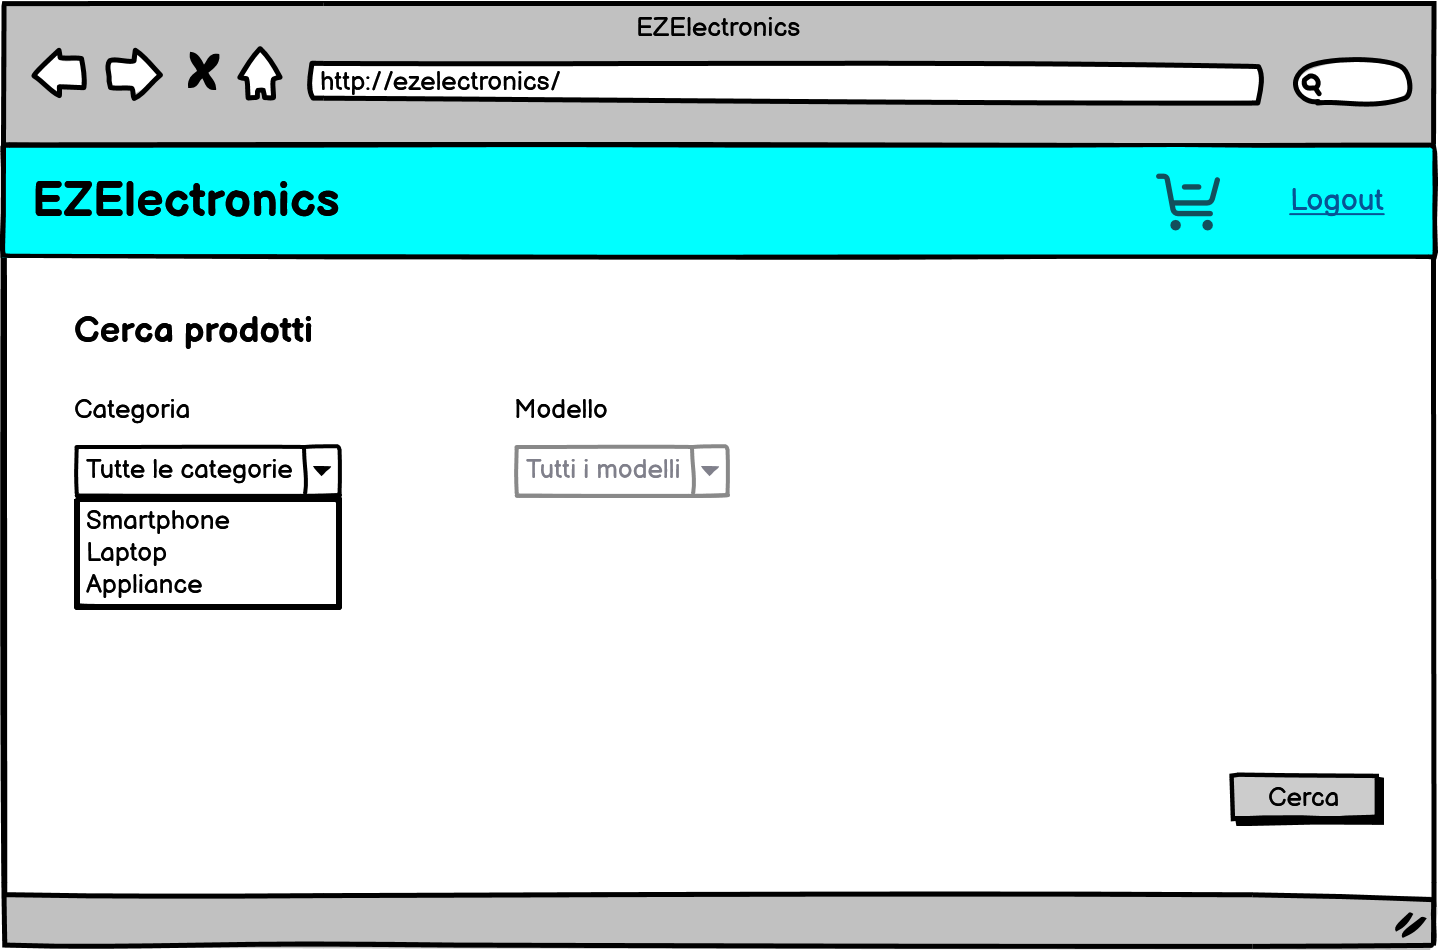 EZElectronics
http://ezelectronics/
EZElectronics
Logout
Cerca prodotti
Categoria
Modello
Tutte le categorie
Tutti i modelli
Smartphone
Laptop
Appliance
Cerca